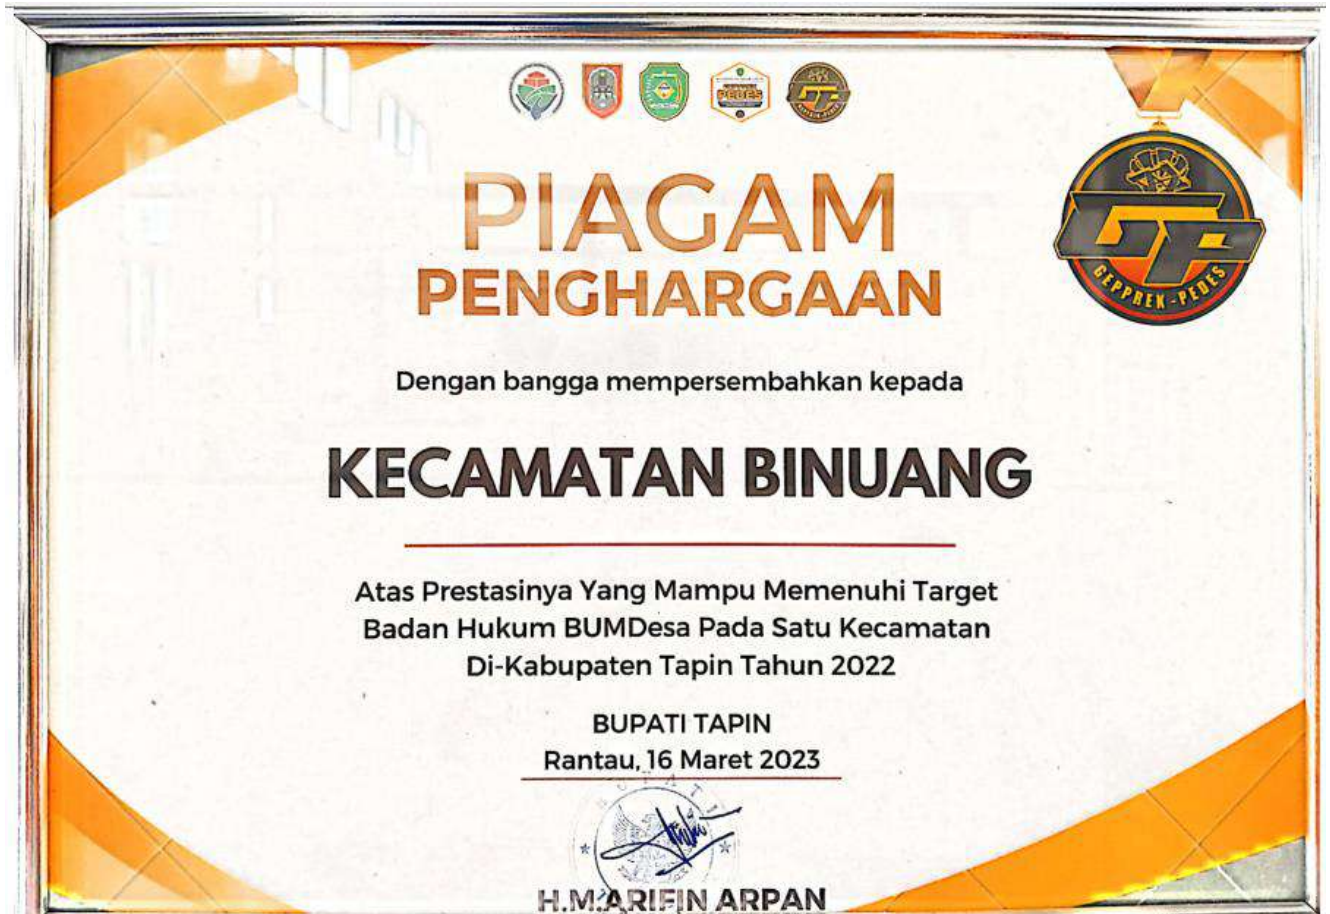 PIAGAM
PENGHARGAAN
GEPPREK-PEDES
Dengan bangga mempersembahkan kepada
KECAMATAN BINUANG
Atas Prestasinya Yang Mampu Memenuhi Target
Badan Hukum BUMDesa Pada Satu Kecamatan
Di-Kabupaten Tapin Tahun 2022
BUPATI TAPIN
Rantau, 16 Maret 2023
BUPATI
H.M.ARIFIN ARPAN